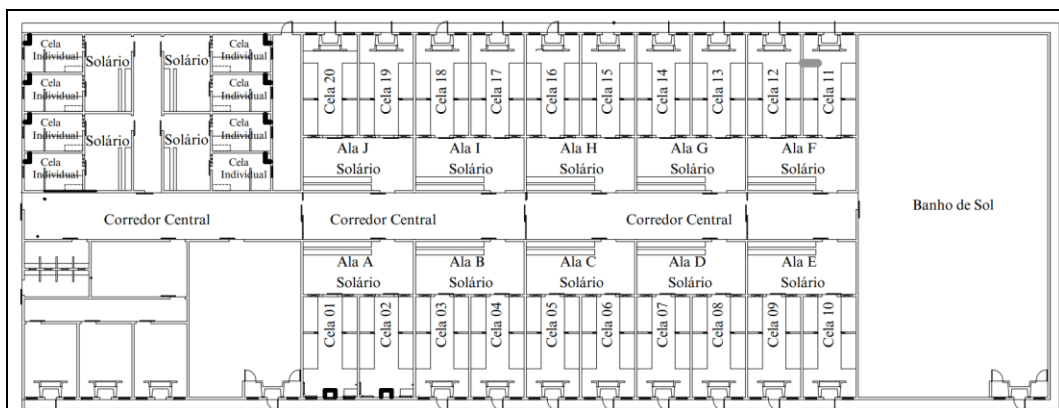 Cela
Individual
Cela
Individual
Cela
Individual
Cela
Individual
Solário
Solário
Solário
Solário
Cela
Individual
Cela
Individual
Cela
Individual
Cela
Individual
Cela 20
Cela 19
Cela 18
Cela 17
Cela 16
Cela 15
Cela 14
Cela 13
Cela 12
Cela 11
Ala J
Solário
Ala I
Solário
Ala H
Solário
Ala G
Solário
Ala F
Solário
Corredor Central
Corredor Central
Corredor Central
Banho de Sol
Ala A
Solário
Ala B
Solário
Ala C
Solário
Ala D
Solário
Ala E
Solário
Cela 01
Cela 02
Cela 03
Cela 04
Cela 05
Cela 06
Cela 07
Cela 08
Cela 09
Cela 10